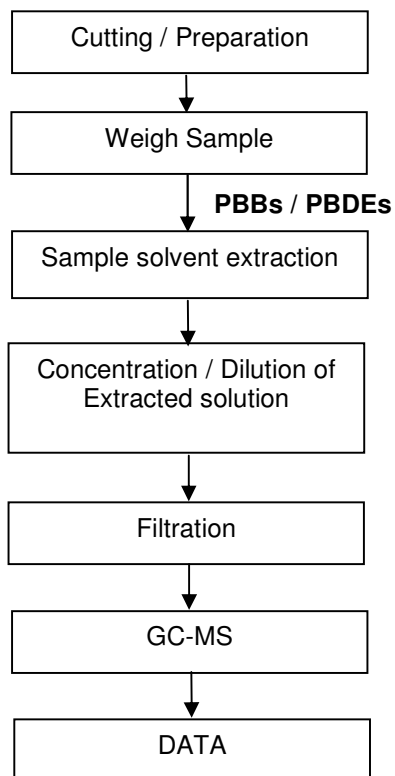 Cutting / Preparation
Weigh Sample
PBBs / PBDEs
Sample solvent extraction
Concentration / Dilution of
Extracted solution
Filtration
GC-MS
DATA